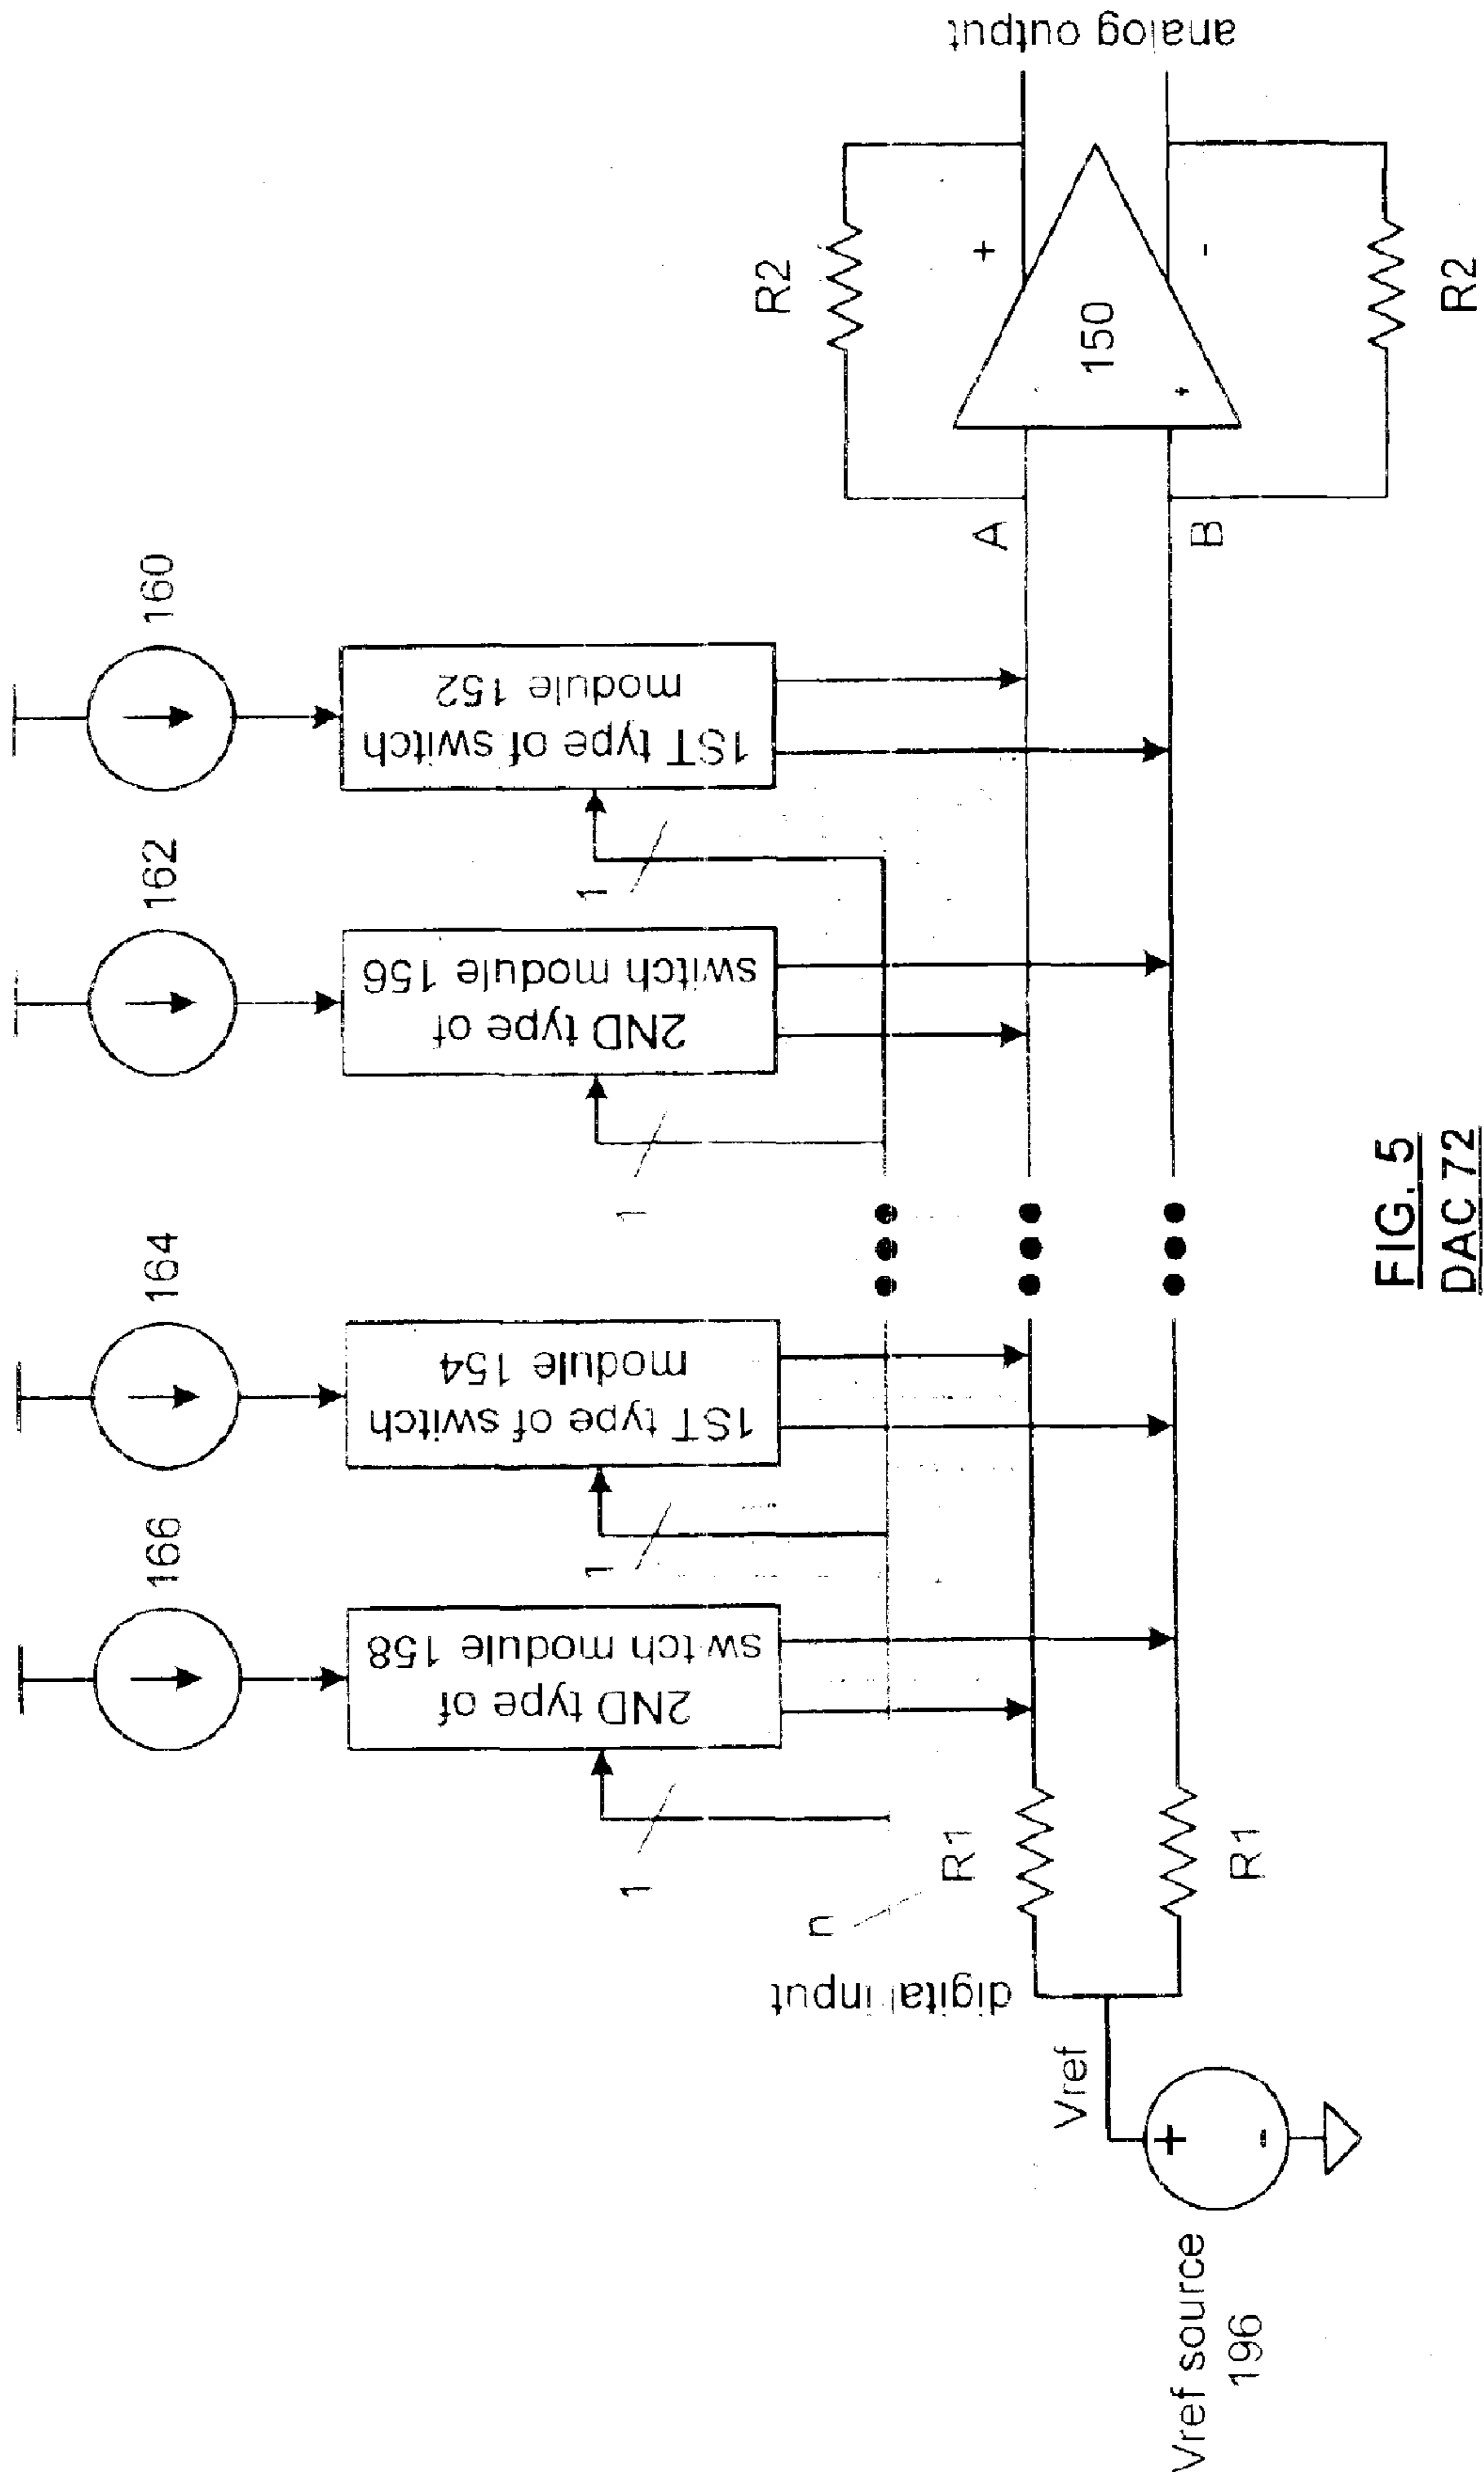 166
164
162
160
2ND type of
switch module 158
1ST type of switch
module 154
2ND type of
switch module 156
1ST type of switch
module 152
1
1
1
1
n
digital input
R1
R1
Vref
+
-
Vref source
196
A
B
R2
R2
+
-
-
+
150
analog output
FIG. 5
DAC 72